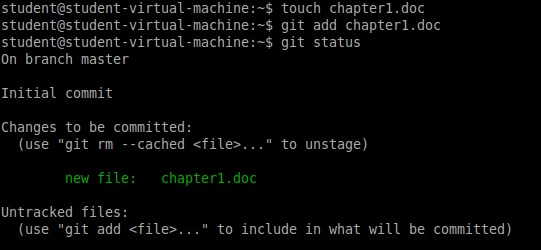 student@student-virtual-machine:~$ touch chapter1.doc
student@student-virtual-machine:~$ git add chapter1.doc
student@student-virtual-machine:~$ git status
On branch master
Initial commit
Changes to be committed:
  (use "git rm --cached <file>..." to unstage)
        new file:   chapter1.doc
Untracked files:
  (use "git add <file>..." to include in what will be committed)